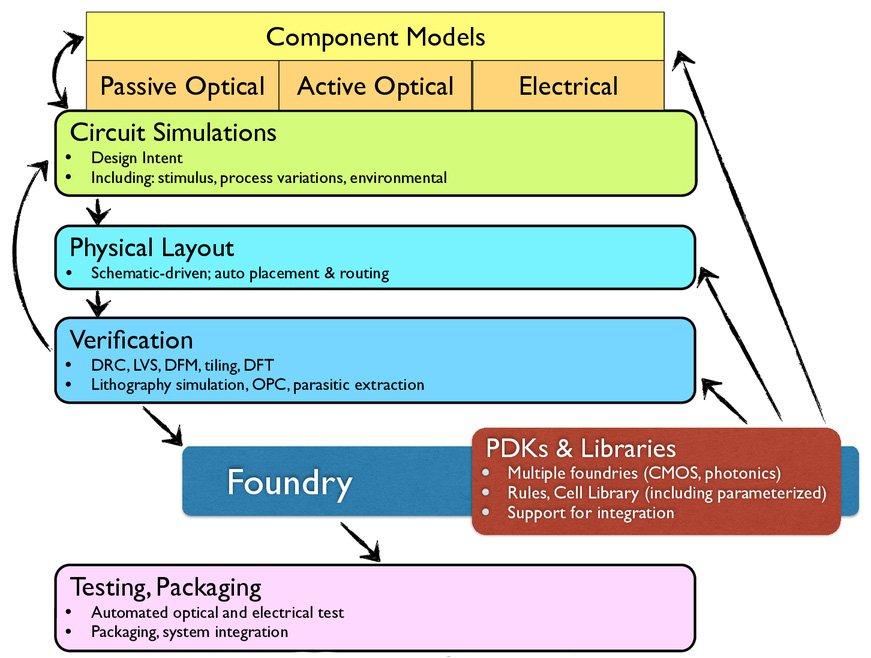 Component Models
Passive Optical
Active Optical
Electrical
Circuit Simulations
• Design Intent
• Including: stimulus, process variations, environmental
Physical Layout
• Schematic-driven; auto placement & routing
Verification
• DRC, LVS, DFM, tiling, DFT
• Lithography simulation, OPC, parasitic extraction
Foundry
PDKs & Libraries
• Multiple foundries (CMOS, photonics)
• Rules, Cell Library (including parameterized)
• Support for integration
Testing, Packaging
• Automated optical and electrical test
• Packaging, system integration